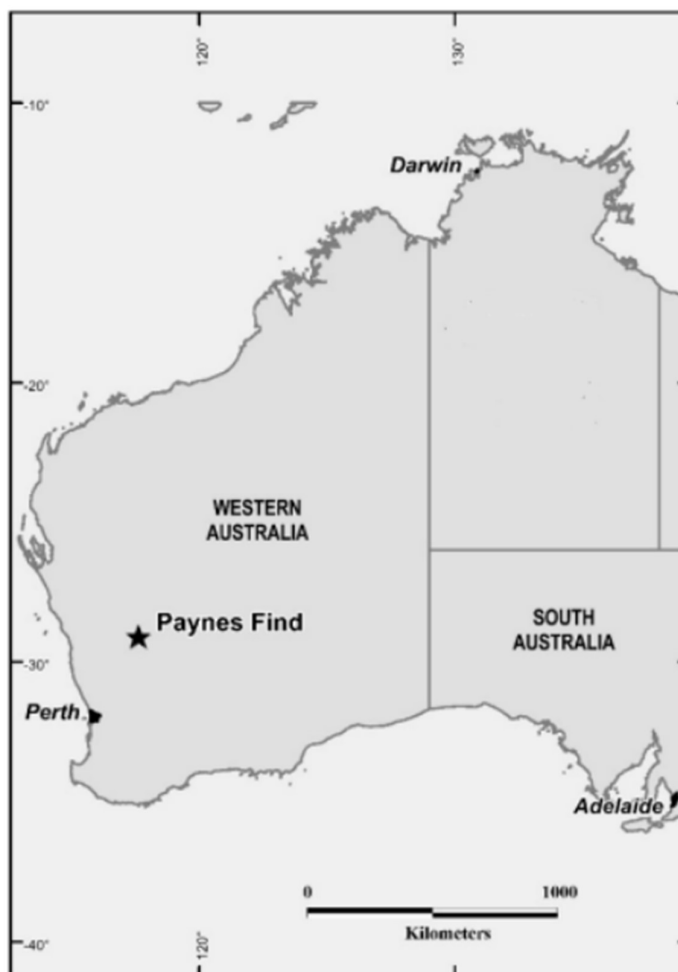 120°
130°
-10°
Darwin
-20°
WESTERN
AUSTRALIA
Paynes Find
SOUTH
AUSTRALIA
-30°
Perth
Adelaide
0
1000
Kilometers
-40°
120°
130°